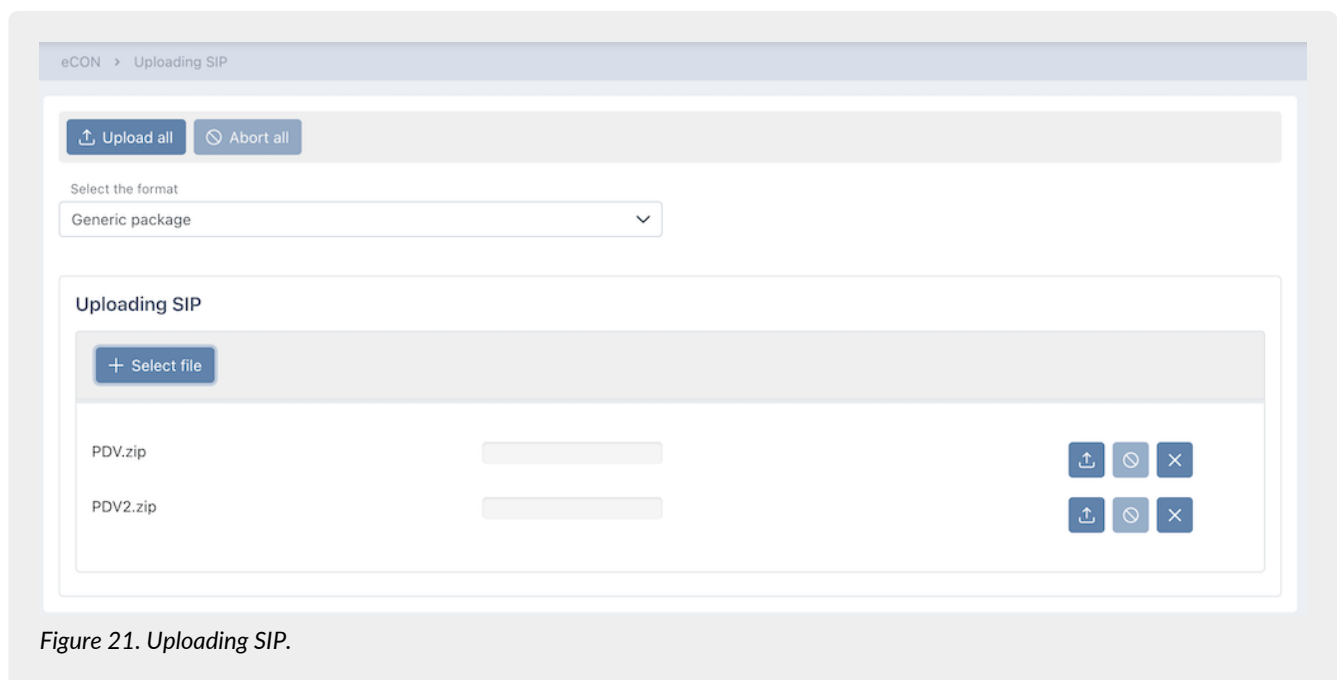 eCON > Uploading SIP
Upload all Abort all
Select the format
Generic package
Uploading SIP
+ Select file
PDV.zip
PDV2.zip
Figure 21. Uploading SIP.